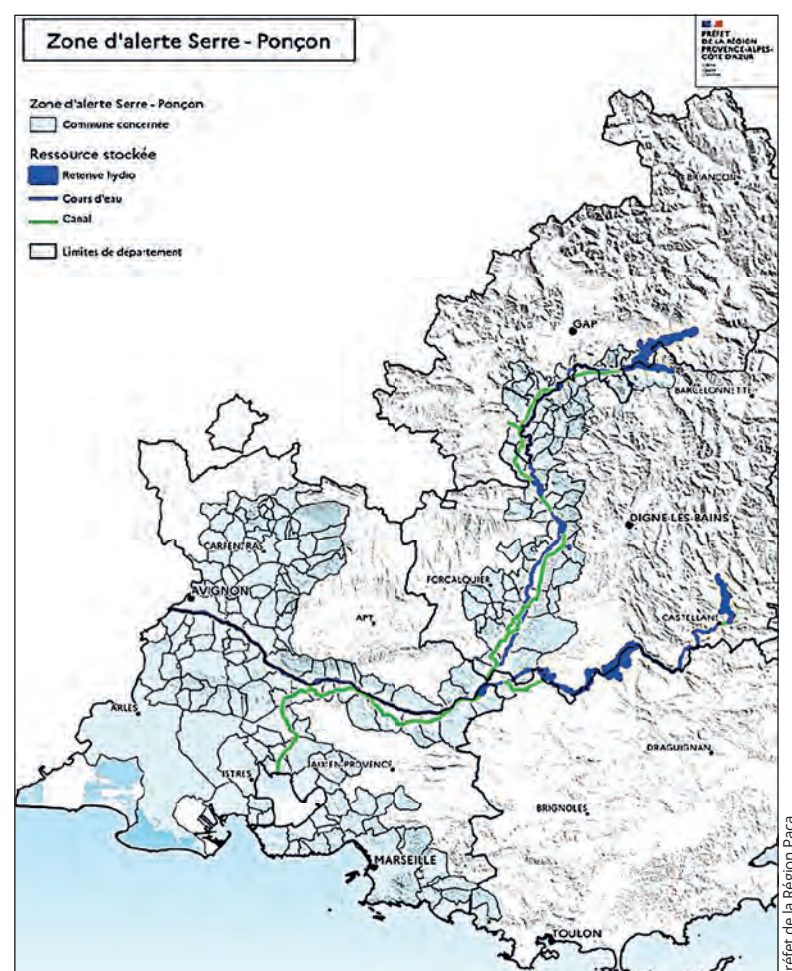 Zone d'alerte Serre - Ponçon
PRÉFET
DE LA RÉGION
PROVENCE-ALPES-
CÔTE D'AZUR
Zone d'alerte Serre - Ponçon
Commune concernée
Ressource stockée
Retenue hydro
Cours d'eau
Canal
Limites de département
BRIANCON
GAP
BARCELONNETTE
DIGNE-LES-BAINS
CARPENTRAS
FORCALQUIER
AVIGNON
APT
CASTELLANE
ARLES
DRAGUIGNAN
ISTRES
AIX-EN-PROVENCE
BRIGNOLES
MARSEILLE
TOULON
réfet de la Région Paca